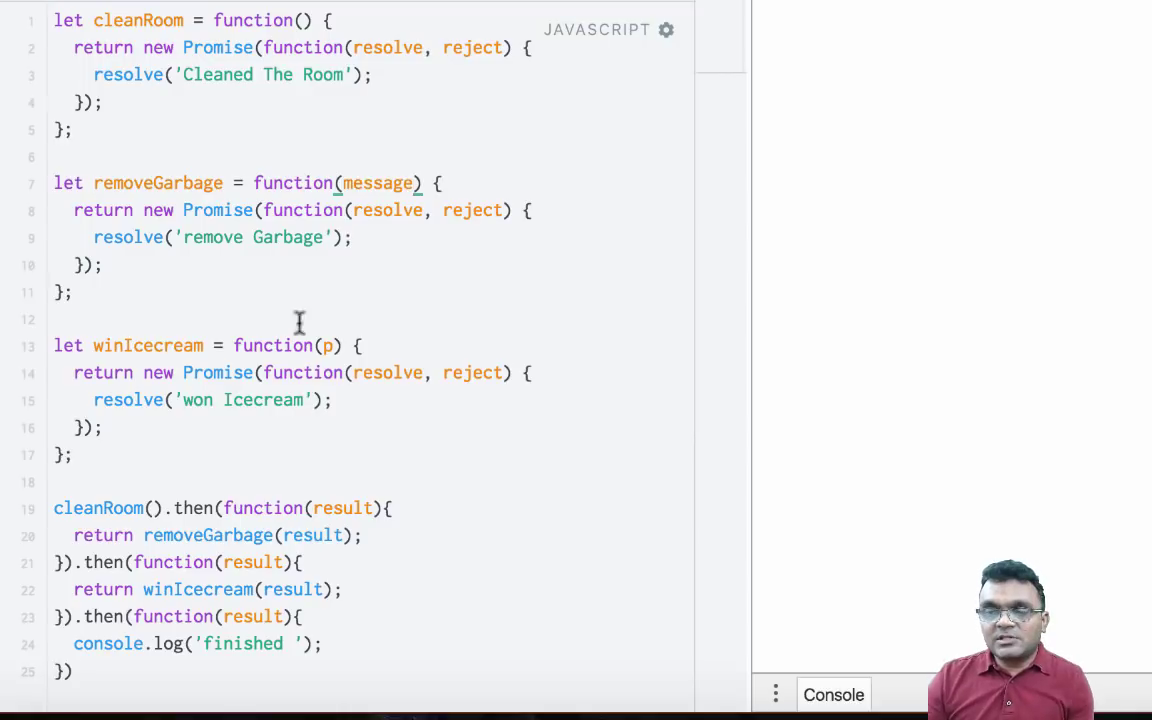 1 let cleanRoom = function() {
JAVASCRIPT
2 return new Promise(function(resolve, reject) {
3 resolve('Cleaned The Room');
4 });
5 };
6
7 let removeGarbage = function(message) {
8 return new Promise(function(resolve, reject) {
9 resolve('remove Garbage');
10 });
11 };
12
13 let winIcecream = function(p) {
14 return new Promise(function(resolve, reject) {
15 resolve('won Icecream');
16 });
17 };
18
19 cleanRoom().then(function(result){
20 return removeGarbage(result);
21 }).then(function(result){
22 return winIcecream(result);
23 }).then(function(result){
24 console.log('finished ');
25 })
Console